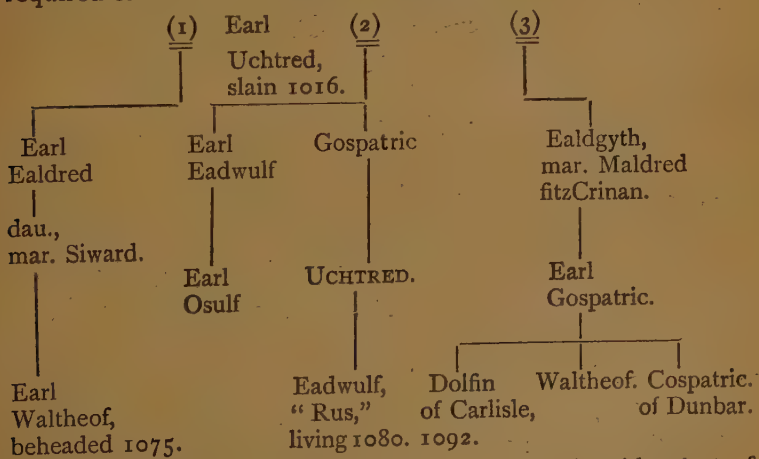 (1) Earl (2) (3)
Uchtred,
slain 1016.
Earl Earl Gospatric Ealdgyth,
Ealdred Eadwulf mar. Maldred
fitzCrinan.
dau.,
mar. Siward.
Earl UCHTRED. Earl
Osulf Gospatric.
Earl Eadwulf, Dolfin Waltheof. Cospatric.
Waltheof, “Rus,” of Carlisle, of Dunbar.
beheaded 1075. living 1080. 1092.